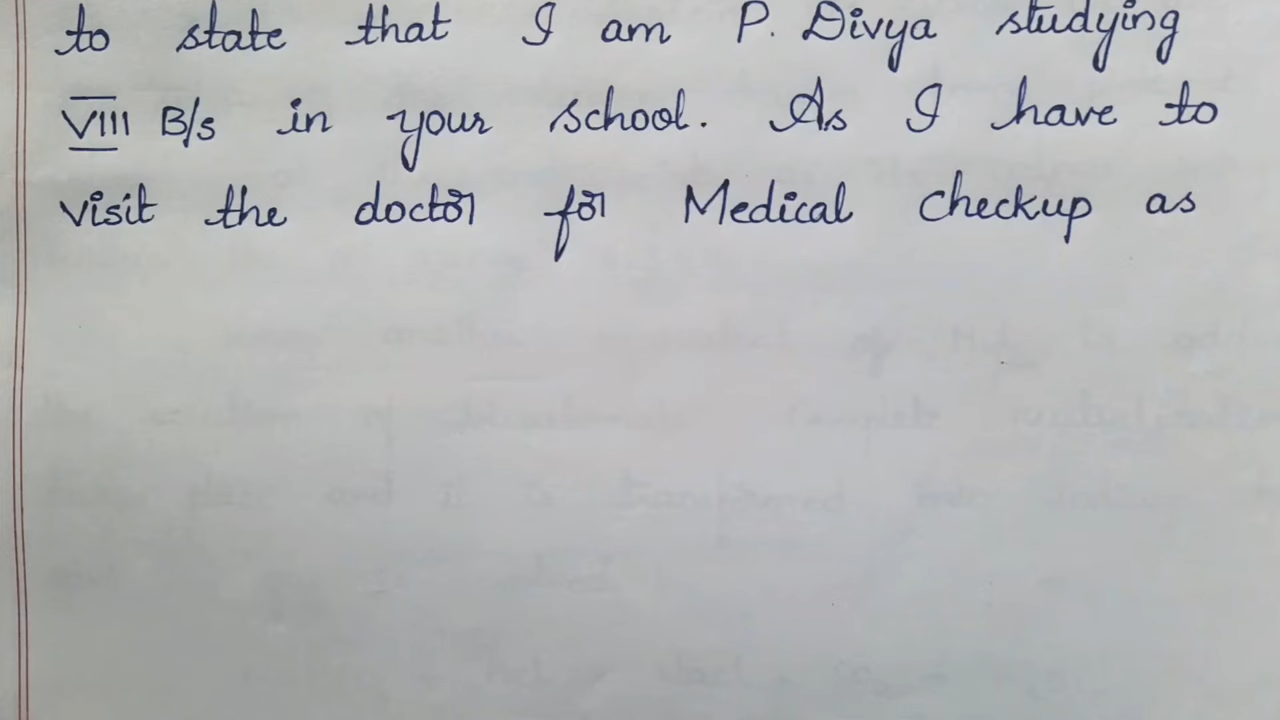 to state that I am P. Divya studying
VIII B/s in your school. As I have to
visit the doctor for Medical checkup as